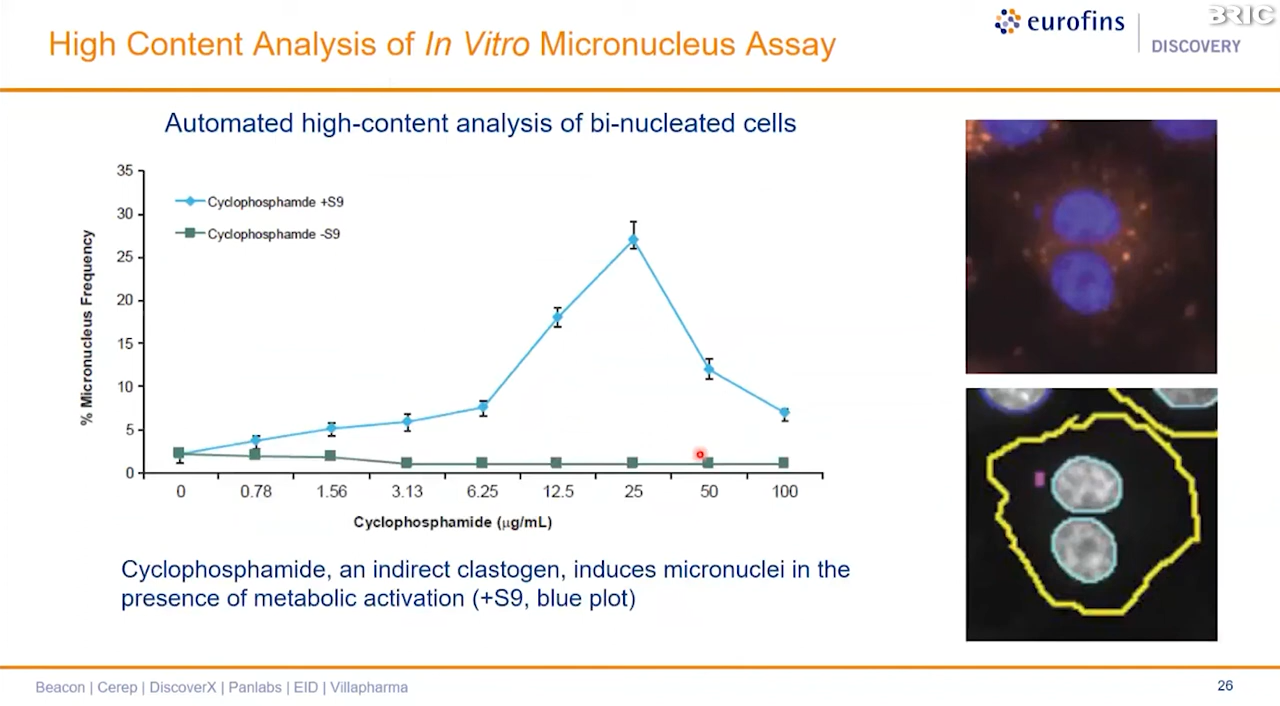 High Content Analysis of In Vitro Micronucleus Assay
eurofins
DISCOVERY
BRIC
Automated high-content analysis of bi-nucleated cells
35
30
25
20
15
10
5
0
% Micronucleus Frequency
Cyclophosphamde +S9
Cyclophosphamde -S9
0 0.78 1.56 3.13 6.25 12.5 25 50 100
Cyclophosphamide (µg/mL)
Cyclophosphamide, an indirect clastogen, induces micronuclei in the
presence of metabolic activation (+S9, blue plot)
Beacon | Cerep | DiscoverX | Panlabs | EID | Villapharma
26